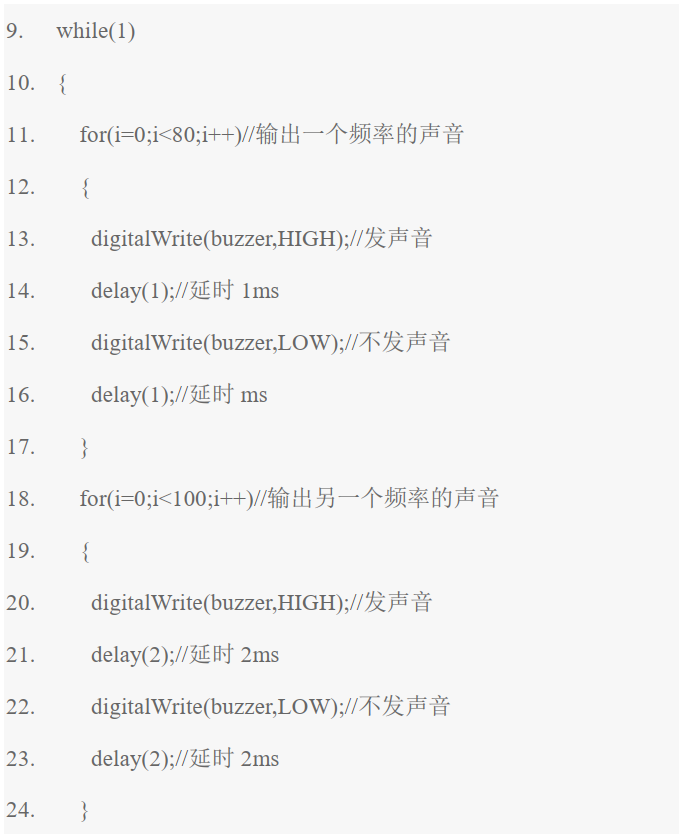 9. while(1)
10. {
11. for(i=0;i<80;i++)//输出一个频率的声音
12. {
13. digitalWrite(buzzer,HIGH);//发声音
14. delay(1);//延时 1ms
15. digitalWrite(buzzer,LOW);//不发声音
16. delay(1);//延时 ms
17. }
18. for(i=0;i<100;i++)//输出另一个频率的声音
19. {
20. digitalWrite(buzzer,HIGH);//发声音
21. delay(2);//延时 2ms
22. digitalWrite(buzzer,LOW);//不发声音
23. delay(2);//延时 2ms
24. }